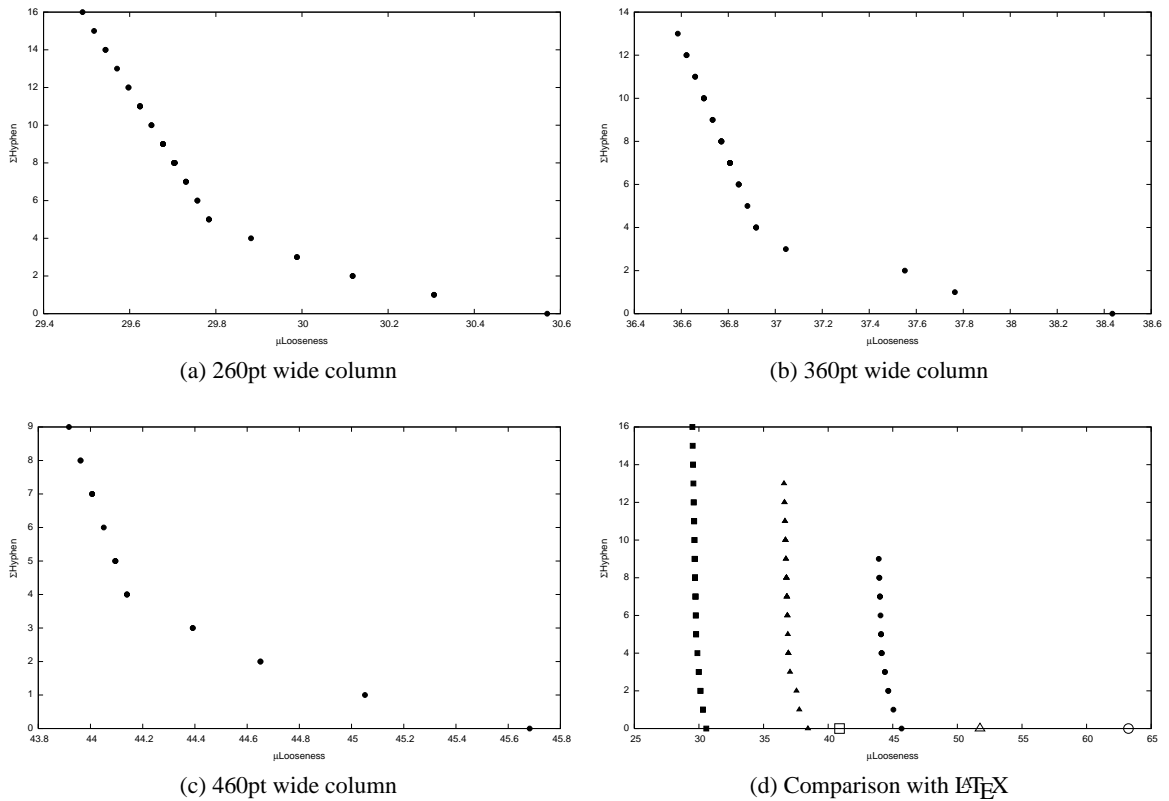 16
14
12
10
8
6
4
2
0
ΣHyphen
29.4 29.6 29.8 30 30.2 30.4 30.6
μLooseness
(a) 260pt wide column
14
12
10
8
6
4
2
0
ΣHyphen
36.4 36.6 36.8 37 37.2 37.4 37.6 37.8 38 38.2 38.4 38.6
μLooseness
(b) 360pt wide column
9
8
7
6
5
4
3
2
1
0
ΣHyphen
43.8 44 44.2 44.4 44.6 44.8 45 45.2 45.4 45.6 45.8
μLooseness
(c) 460pt wide column
16
14
12
10
8
6
4
2
0
ΣHyphen
25 30 35 40 45 50 55 60 65
μLooseness
(d) Comparison with LATEX